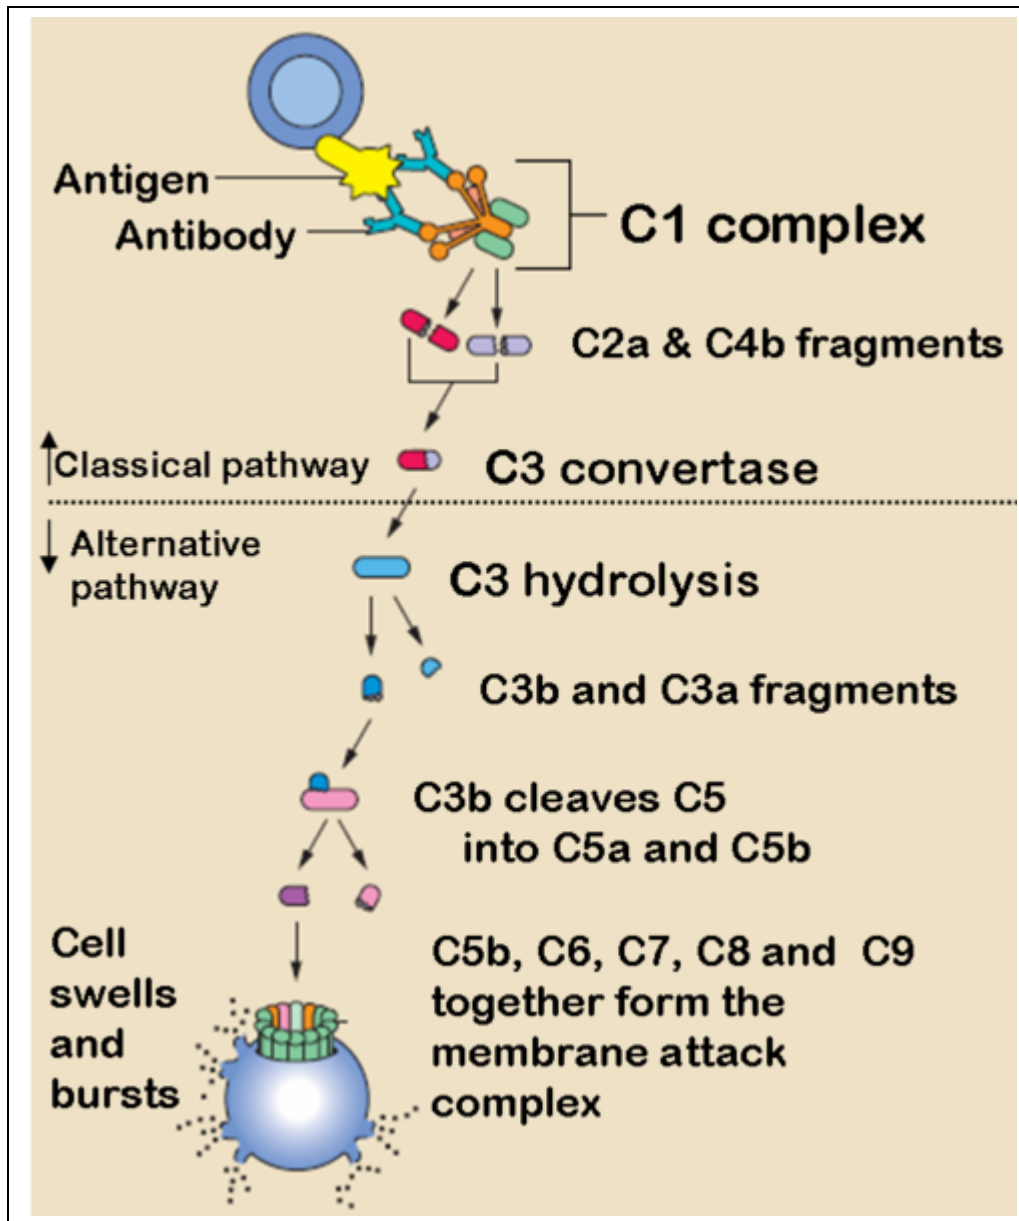 Antigen
Antibody
C1 complex
C2a & C4b fragments
Classical pathway
C3 convertase
Alternative
pathway
C3 hydrolysis
C3b and C3a fragments
C3b cleaves C5
into C5a and C5b
Cell
swells
and
bursts
C5b, C6, C7, C8 and C9
together form the
membrane attack
complex